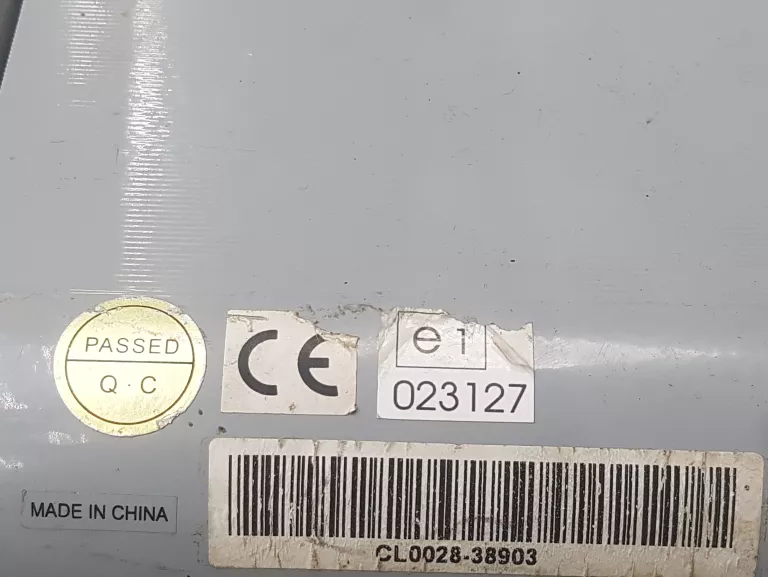 PASSED
Q·C
CE
e1
023127
MADE IN CHINA
CL0028-38903